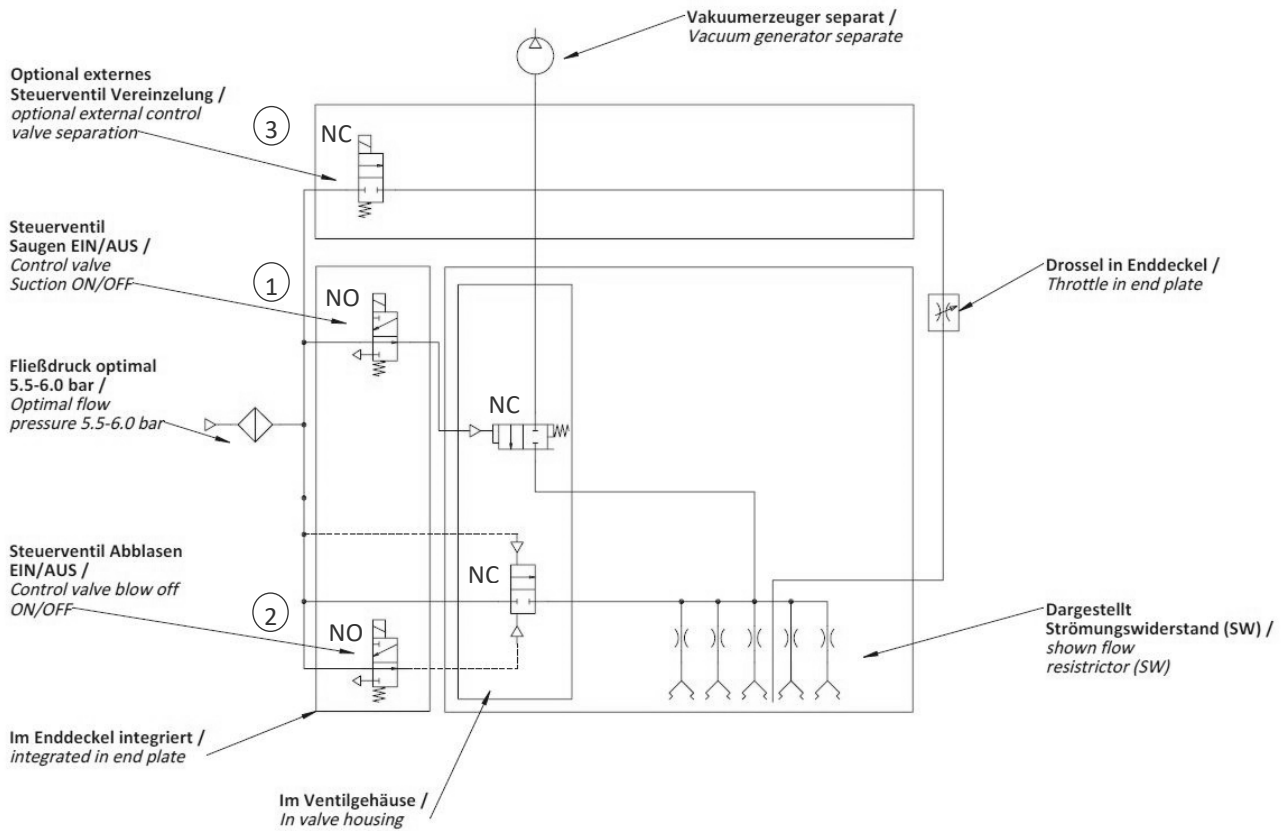 Vakuumerzeuger separat /
Vacuum generator separate
Optional externes
Steuerventil Vereinzelung /
optional external control
valve separation
3
NC
Steuerventil
Saugen EIN/AUS /
Control valve
Suction ON/OFF
1
NO
Drossel in Enddeckel /
Throttle in end plate
Fließdruck optimal
5.5-6.0 bar /
Optimal flow
pressure 5.5-6.0 bar
NC
Steuerventil Abblasen
EIN/AUS /
Control valve blow off
ON/OFF
NC
2
NO
Dargestellt
Strömungswiderstand (SW) /
shown flow
resistrictor (SW)
Im Enddeckel integriert /
integrated in end plate
Im Ventilgehäuse /
In valve housing